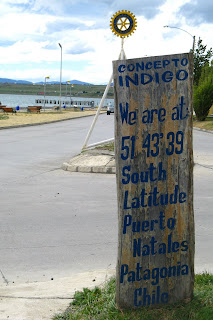 CONCEPTO
INDIGO
We are at
51°43'39
South
Latitude
Puerto
Natales
Patagonia
Chile